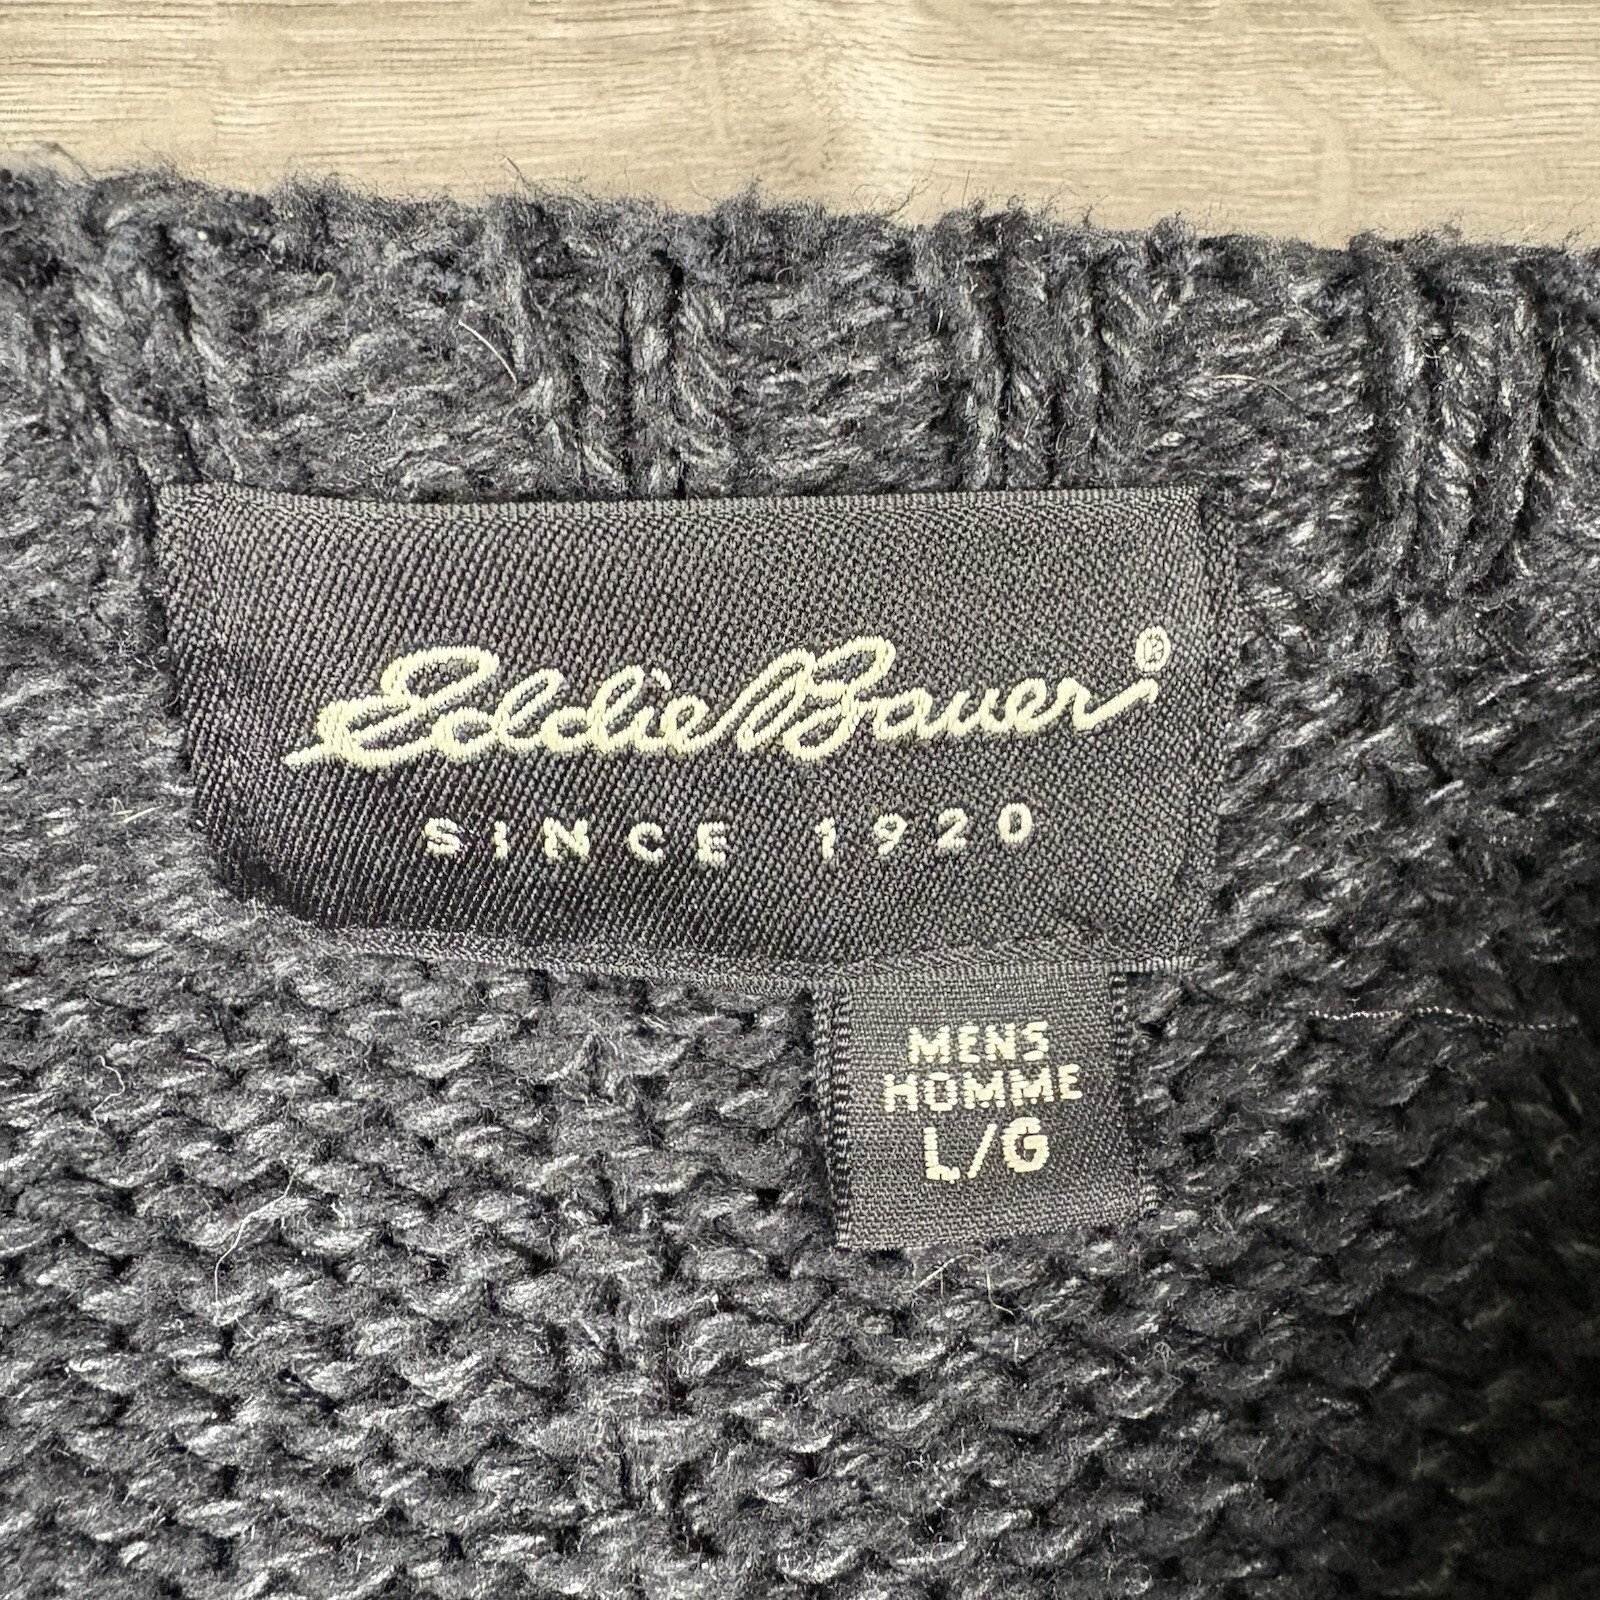 Eddie Bauer®
SINCE 1920
MENS
HOMME
L/G